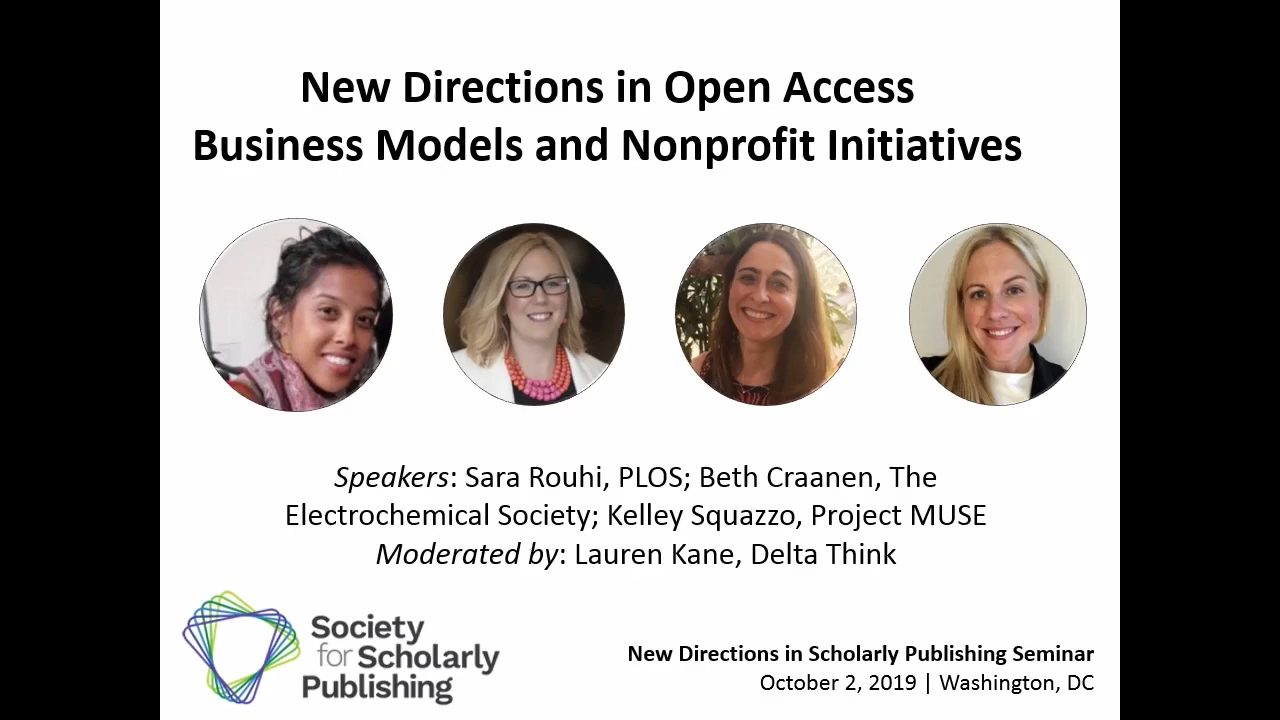 New Directions in Open Access
Business Models and Nonprofit Initiatives
Speakers: Sara Rouhi, PLOS; Beth Craanen, The
Electrochemical Society; Kelley Squazzo, Project MUSE
Moderated by: Lauren Kane, Delta Think
Society
for Scholarly
Publishing
New Directions in Scholarly Publishing Seminar
October 2, 2019 | Washington, DC